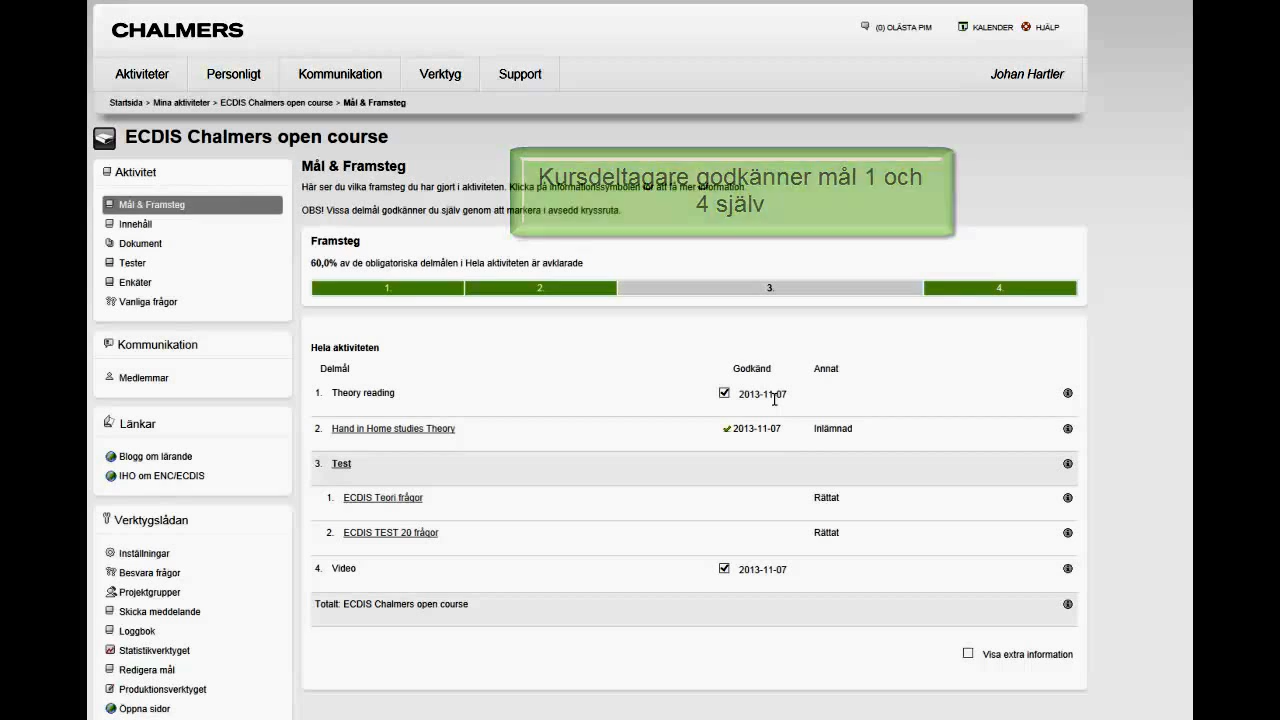 CHALMERS
(0) OLÄSTA PIM
KALENDER
HJÄLP
Aktiviteter
Personligt
Kommunikation
Verktyg
Support
Johan Hartler
Startsida > Mina aktiviteter > ECDIS Chalmers open course > Mål & Framsteg
ECDIS Chalmers open course
Aktivitet
Mål & Framsteg
Innehåll
Dokument
Tester
Enkäter
Vanliga frågor
Kommunikation
Medlemmar
Länkar
Blogg om lärande
IHO om ENC/ECDIS
Verktygslådan
Inställningar
Besvara frågor
Projektgrupper
Skicka meddelande
Loggbok
Statistikverktyget
Redigera mål
Produktionsverktyget
Öppna sidor
Mål & Framsteg
Här ser du vilka framsteg du har gjort i aktiviteten. Klicka på informationssymbolen för att få mer information.
OBS! Vissa delmål godkänner du själv genom att markera i avsedd kryssruta.
Kursdeltagare godkänner mål 1 och
4 själv
Framsteg
60,0% av de obligatoriska delmålen i Hela aktiviteten är avklarade
1. 2. 3. 4.
Hela aktiviteten
Delmål Godkänd Annat
1. Theory reading 2013-11-07
2. Hand in Home studies Theory 2013-11-07 Inlämnad
3. Test
1. ECDIS Teori frågor Rättat
2. ECDIS TEST 20 frågor Rättat
4. Video 2013-11-07
Totalt: ECDIS Chalmers open course
Visa extra information